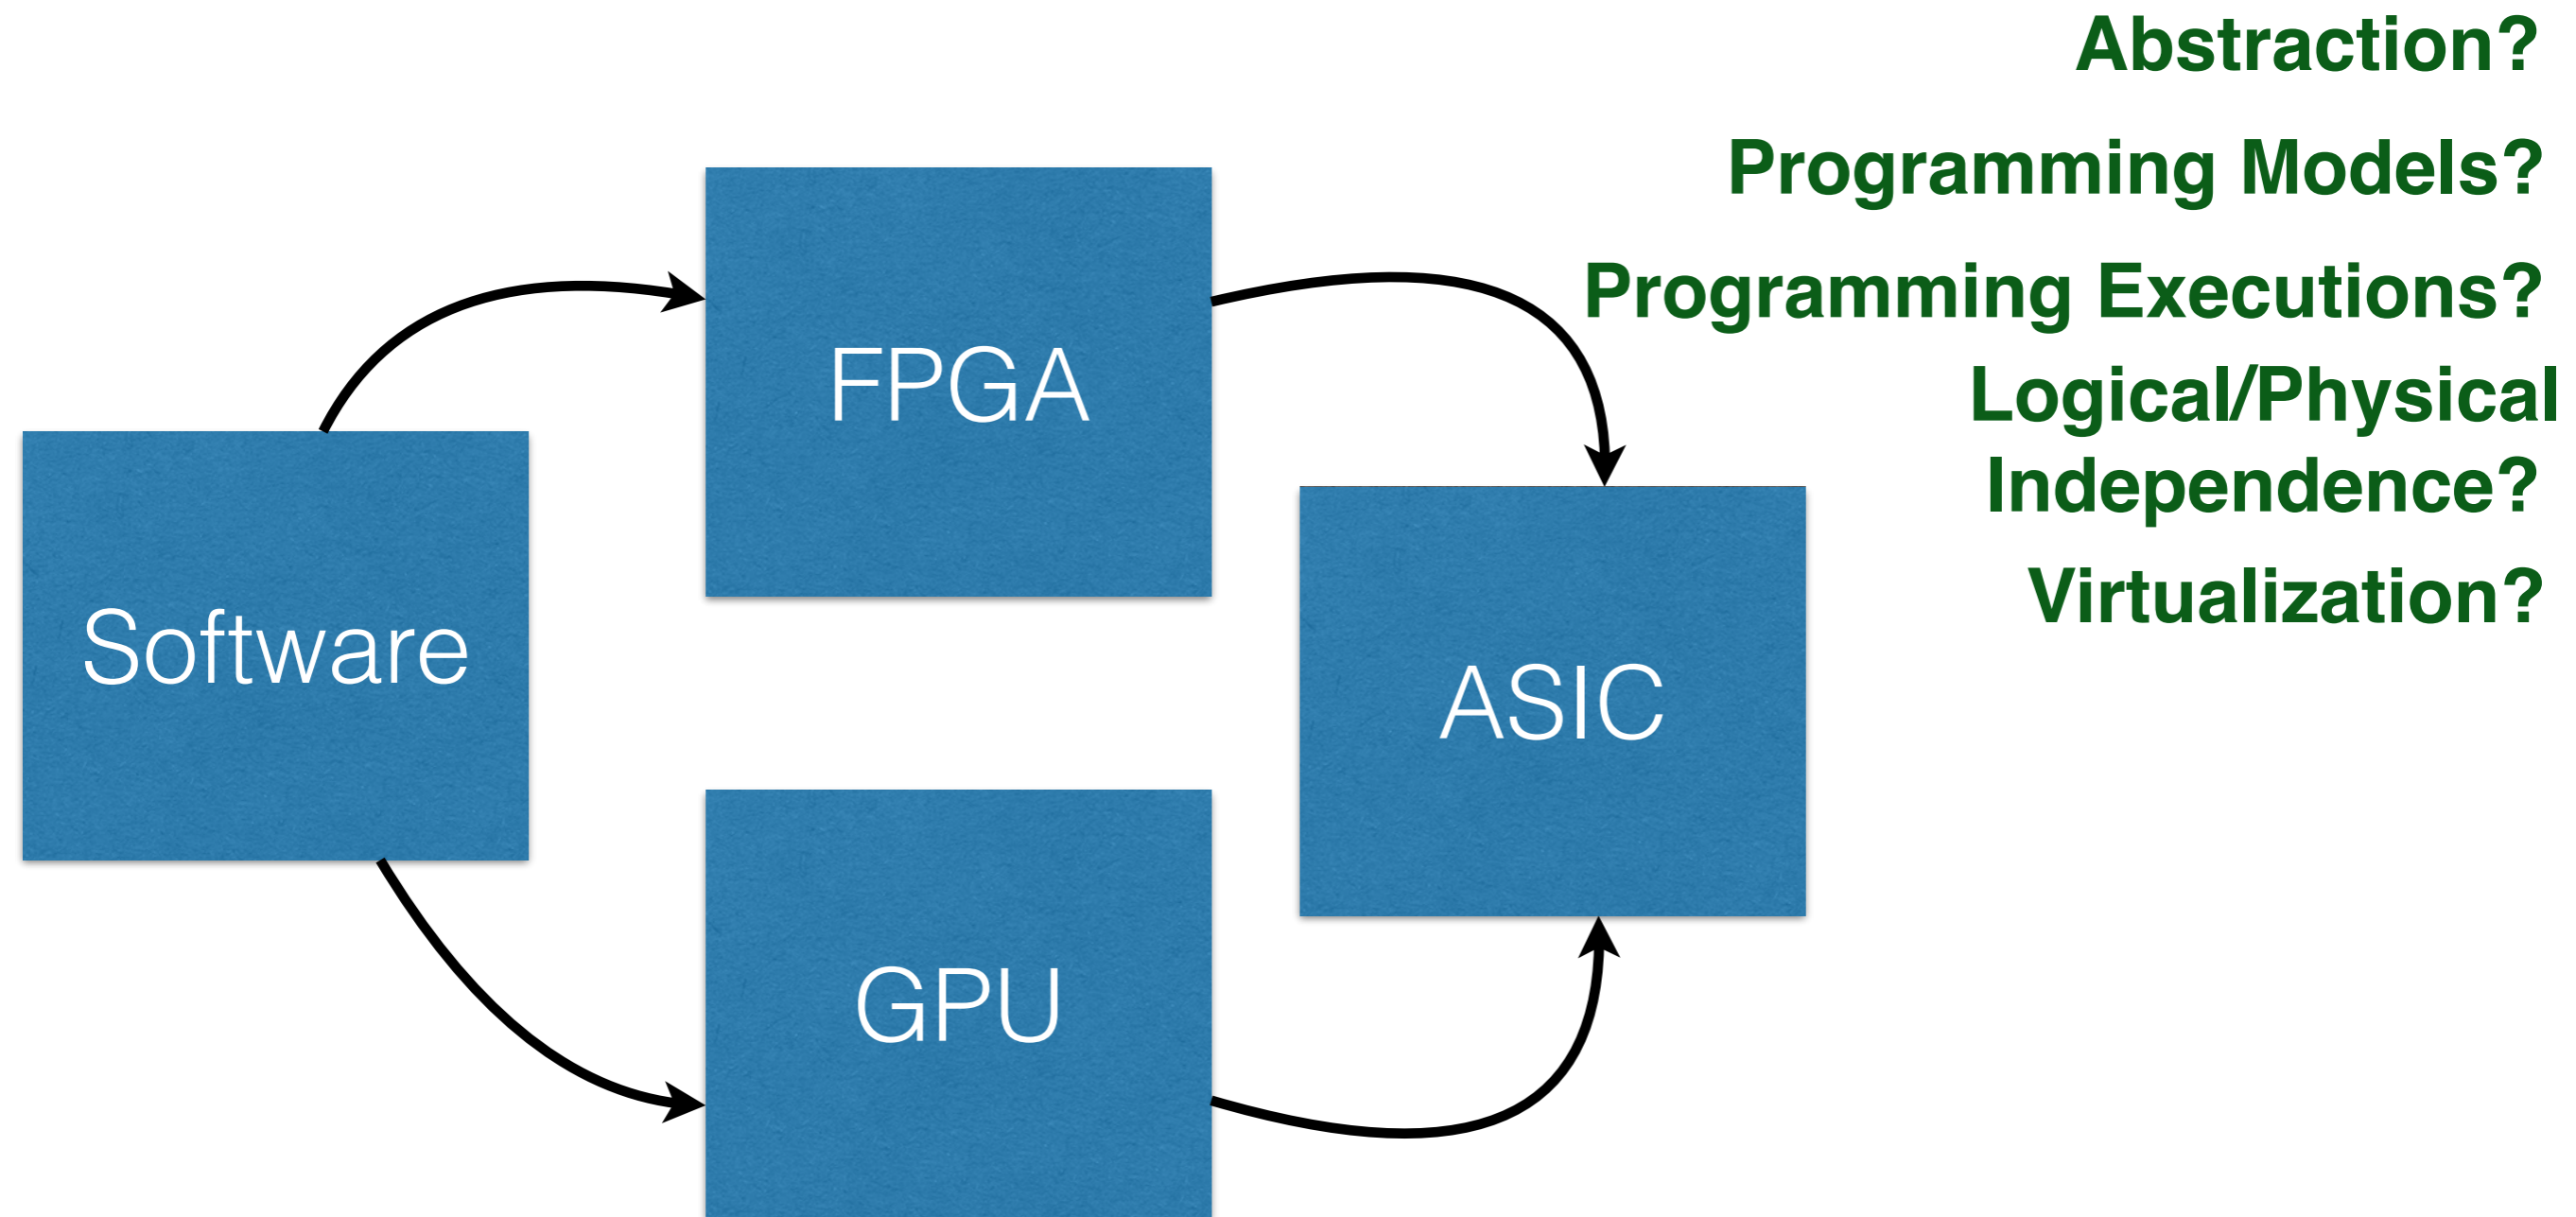 Abstraction?
Programming Models?
Programming Executions?
Logical/Physical
Independence?
Virtualization?
FPGA
Software
ASIC
GPU